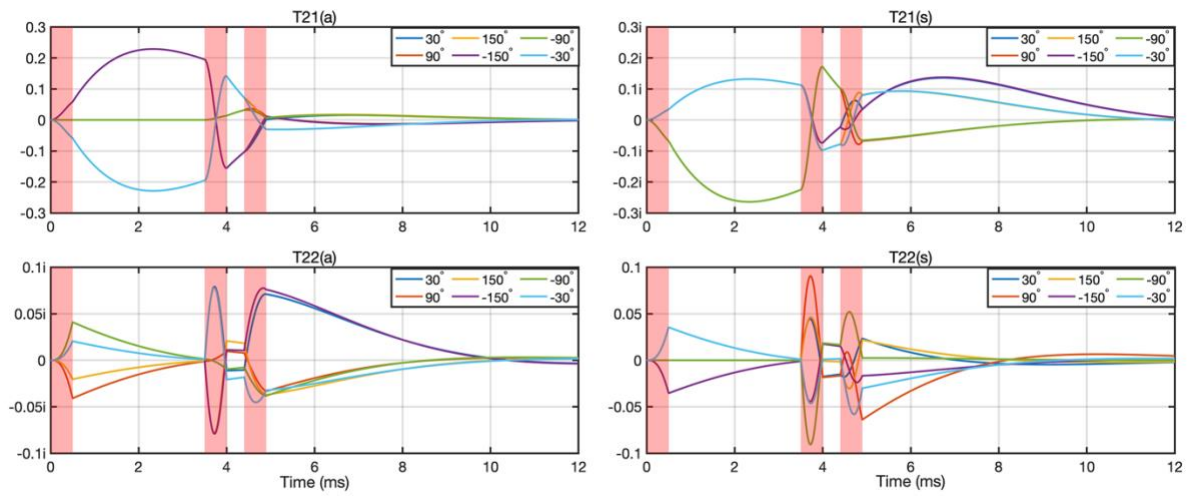 T21(a)
0.3
0.2
0.1
0
-0.1
-0.2
-0.3
30° 150° -90°
90° -150° -30°
0 2 4 6 8 10 12
T21(s)
0.3i
0.2i
0.1i
0
-0.1i
-0.2i
-0.3i
30° 150° -90°
90° -150° -30°
0 2 4 6 8 10 12
T22(a)
0.1i
0.05i
0
-0.05i
-0.1i
30° 150° -90°
90° -150° -30°
0 2 4 6 8 10 12
Time (ms)
T22(s)
0.1
0.05
0
-0.05
-0.1
30° 150° -90°
90° -150° -30°
0 2 4 6 8 10 12
Time (ms)